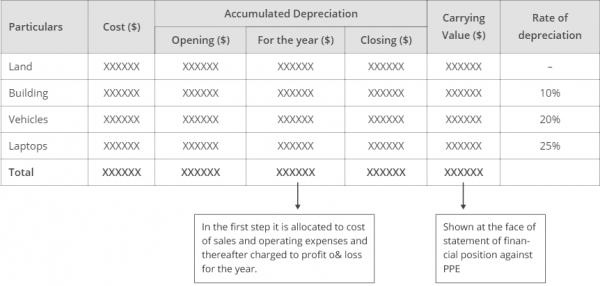 Particulars Cost ($) Accumulated Depreciation Carrying Value ($) Rate of depreciation
Opening ($) For the year ($) Closing ($)
Land XXXXXX XXXXXX XXXXXX XXXXXX XXXXXX –
Building XXXXXX XXXXXX XXXXXX XXXXXX XXXXXX 10%
Vehicles XXXXXX XXXXXX XXXXXX XXXXXX XXXXXX 20%
Laptops XXXXXX XXXXXX XXXXXX XXXXXX XXXXXX 25%
Total XXXXXX XXXXXX XXXXXX XXXXXX XXXXXX
In the first step it is allocated to cost
of sales and operating expenses and
thereafter charged to profit o& loss
for the year.
Shown at the face of
statement of finan-
cial position against
PPE